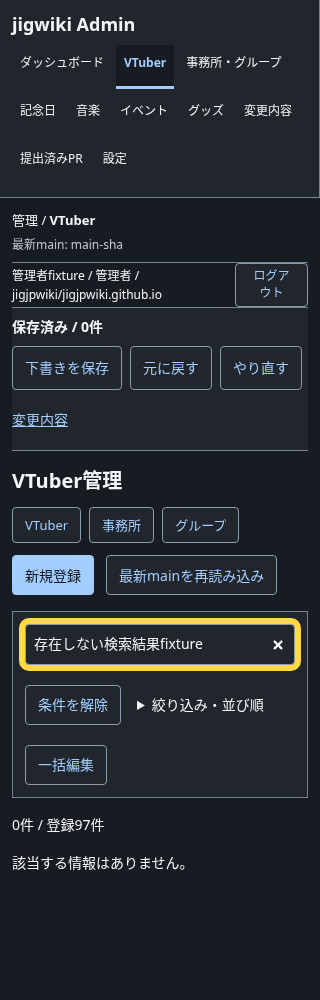 jigwiki Admin
ダッシュボード VTuber 事務所・グループ
記念日 音楽 イベント グッズ 変更内容
提出済みPR 設定
管理 / VTuber
最新main: main-sha
管理者fixture / 管理者 /
jigjpwiki/jigjpwiki.github.io
ログア
ウト
保存済み / 0件
下書きを保存 元に戻す やり直す
変更内容
VTuber管理
VTuber 事務所 グループ
新規登録 最新mainを再読み込み
存在しない検索結果fixture ×
条件を解除 ▶ 絞り込み・並び順
一括編集
0件 / 登録97件
該当する情報はありません。